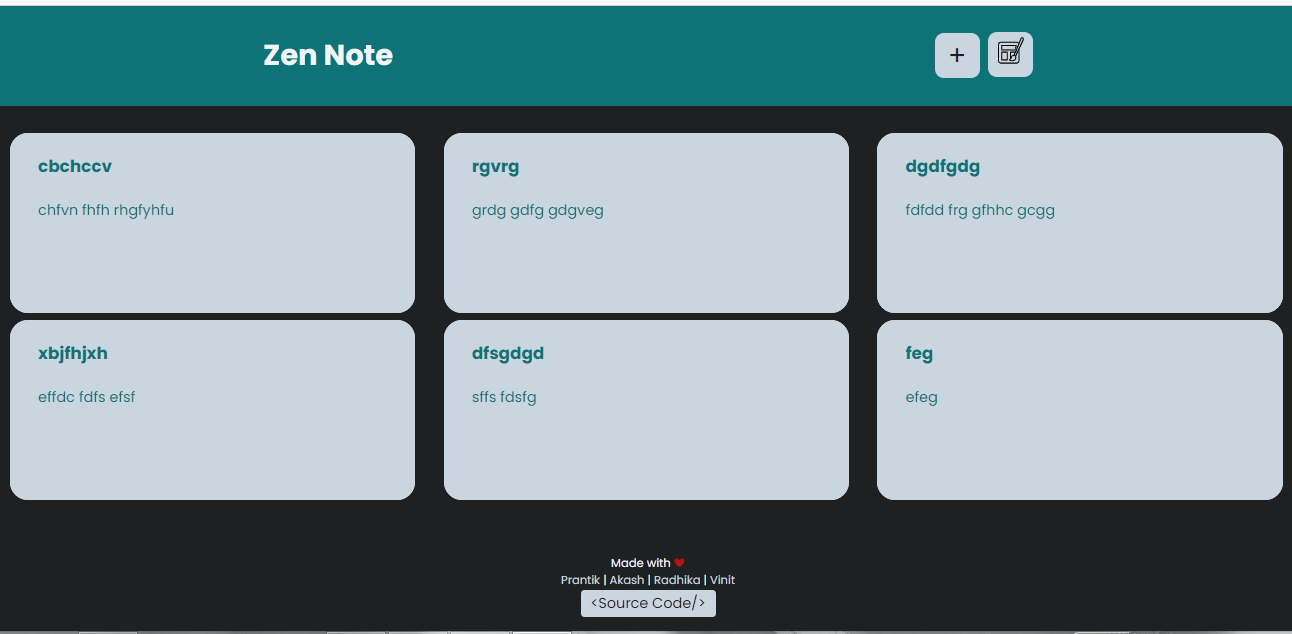 Zen Note
+
cbchccv
chfvn fhfh rhgfyhfu
rgvrg
grdg gdfg gdgveg
dgdfgdg
fdfdd frg gfhhc gcgg
xbjfhjxh
effdc fdfs efsf
dfsgdgd
sffs fdsfg
feg
efeg
Made with ❤
Prantik | Akash | Radhika | Vinit
<Source Code/>